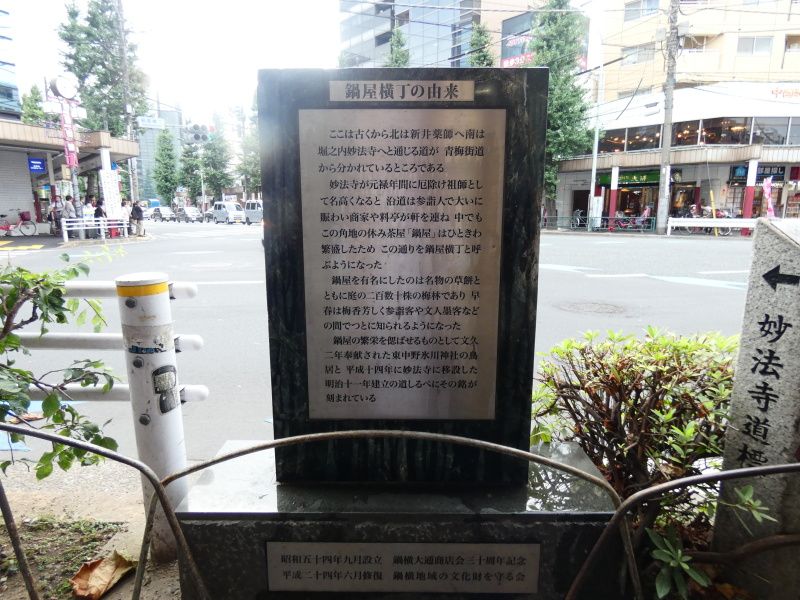 鍋屋横丁の由来
ここは古くから北は新井薬師へ南は
堀之内妙法寺へと通じる道が 青梅街道
から分かれているところである
妙法寺が元禄年間に厄除け祖師とし
て名高くなると 沿道は参詣人で大いに
賑わい商家や料亭が軒を連ね 中でも
この角地の休み茶屋「鍋屋」はひときわ
繁盛したため この通りを鍋屋横丁と呼
ぶようになった
鍋屋を有名にしたのは名物の草餅と
ともに庭の二百数十株の梅林であり 早
春は梅香芳しく参詣客や文人墨客など
の間でつとに知られるようになった
鍋屋の繁栄を偲ばせるものとして文久
二年奉献された東中野氷川神社の鳥
居と 平成十四年に妙法寺に移設した
明治十一年建立の道しるべにその銘が
刻まれている
昭和五十四年九月設立 鍋横大通商店会三十周年記念
平成二十四年六月修復 鍋横地域の文化財を守る会
妙法寺道標